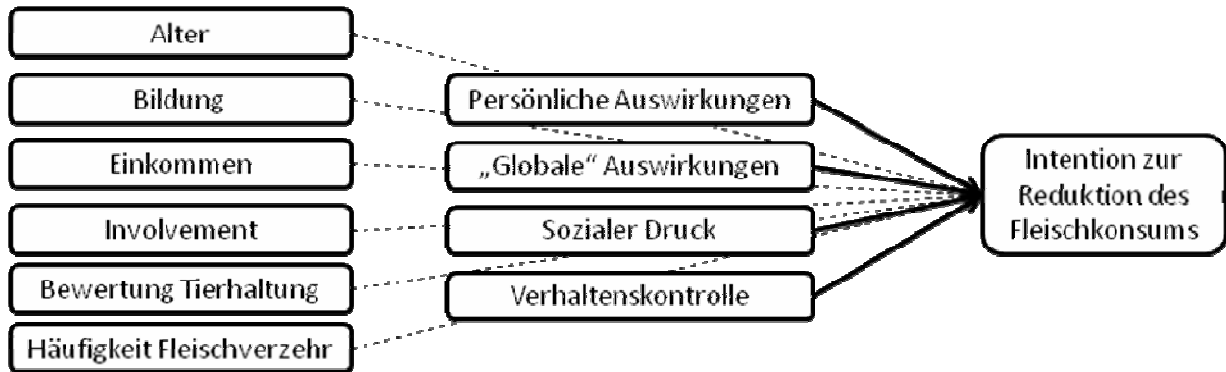 Alter
Bildung
Einkommen
Involvement
Bewertung Tierhaltung
Häufigkeit Fleischverzehr
Persönliche Auswirkungen
„Globale“ Auswirkungen
Sozialer Druck
Verhaltenskontrolle
Intention zur
Reduktion des
Fleischkonsums